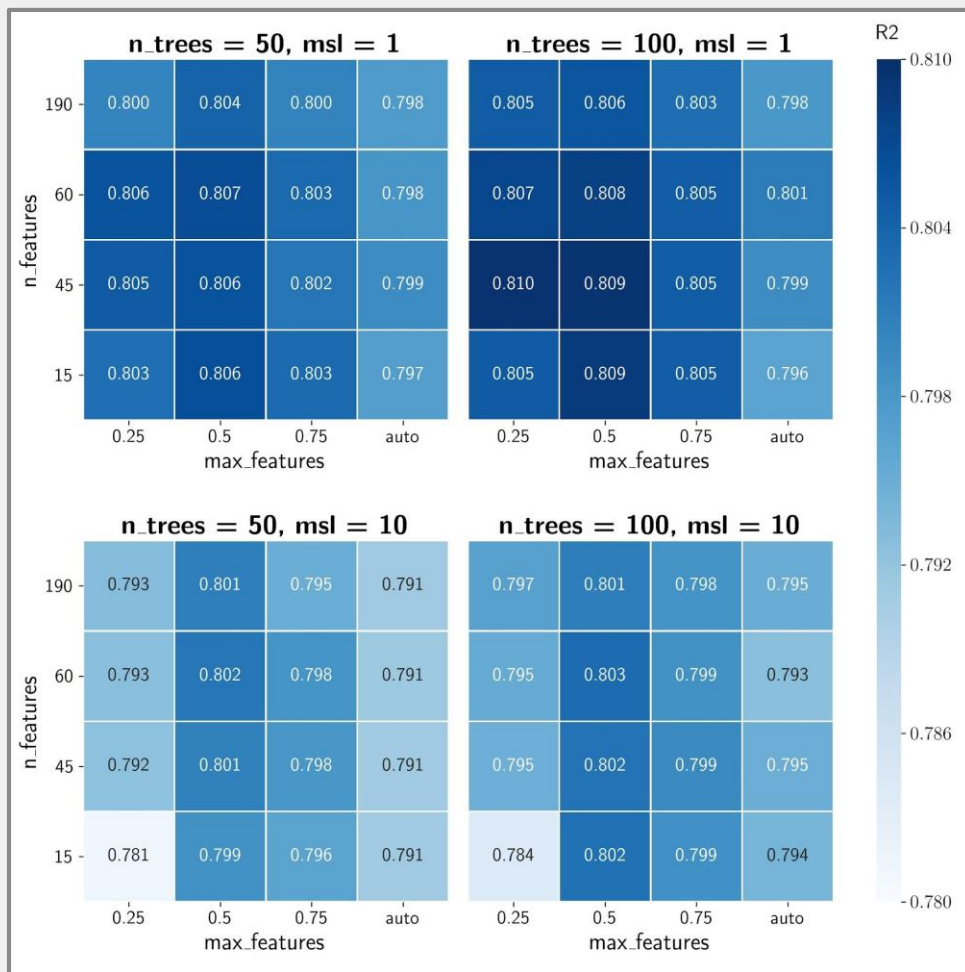 n_trees = 50, msl = 1
n_trees = 100, msl = 1
R2
n_features
190 0.800 0.804 0.800 0.798
60 0.806 0.807 0.803 0.798
45 0.805 0.806 0.802 0.799
15 0.803 0.806 0.803 0.797
0.25 0.5 0.75 auto
max_features
0.805 0.806 0.803 0.798
0.807 0.808 0.805 0.801
0.810 0.809 0.805 0.799
0.805 0.809 0.805 0.796
0.25 0.5 0.75 auto
max_features
n_trees = 50, msl = 10
n_trees = 100, msl = 10
n_features
190 0.793 0.801 0.795 0.791
60 0.793 0.802 0.798 0.791
45 0.792 0.801 0.798 0.791
15 0.781 0.799 0.796 0.791
0.25 0.5 0.75 auto
max_features
0.797 0.801 0.798 0.795
0.795 0.803 0.799 0.793
0.795 0.802 0.799 0.795
0.784 0.802 0.799 0.794
0.25 0.5 0.75 auto
max_features
0.810
0.804
0.798
0.792
0.786
0.780